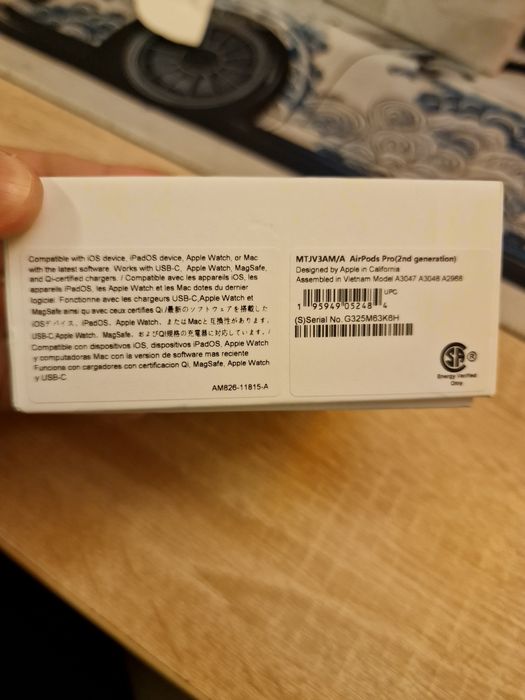 Compatible with iOS device, iPadOS device, Apple Watch, or Mac
with the latest software. Works with USB-C, Apple Watch, MagSafe,
and Qi-certified chargers. / Compatible avec les appareils iOS, les
appareils iPadOS, les Apple Watch et les Mac dotes du dernier
logiciel. Fonctionne avec les chargeurs USB-C,Apple Watch et
MagSafe ainsi qu avec ceux certifies Qi /最新のソフトウェアを搭載した
iOSデバイス、iPadOS、Apple Watch、またはMacと互換性があります。
USB-C,Apple Watch、MagSafe、およびQi規格の充電器に対応しています。/
Compatible con dispositivos iOS, dispositivos iPadOS, Apple Watch
y computadoras Mac con la version de software mas reciente
Funciona con cargadores con certificacion Qi, MagSafe, Apple Watch
y USB-C
AM826-11815-A
MTJV3AM/A AirPods Pro(2nd generation)
Designed by Apple in California
Assembled in Vietnam Model A3047 A3048 A2968
UPC
1 95949 05248 4
(S)Serial No. G325M63K6H
SA
®
Energy Verified